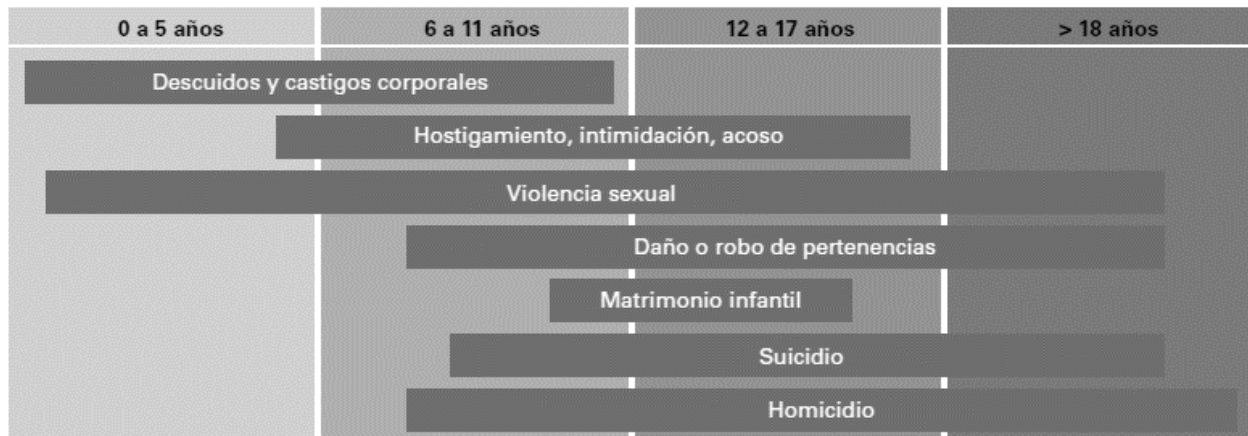 0 a 5 años
6 a 11 años
12 a 17 años
> 18 años
Descuidos y castigos corporales
Hostigamiento, intimidación, acoso
Violencia sexual
Daño o robo de pertenencias
Matrimonio infantil
Suicidio
Homicidio